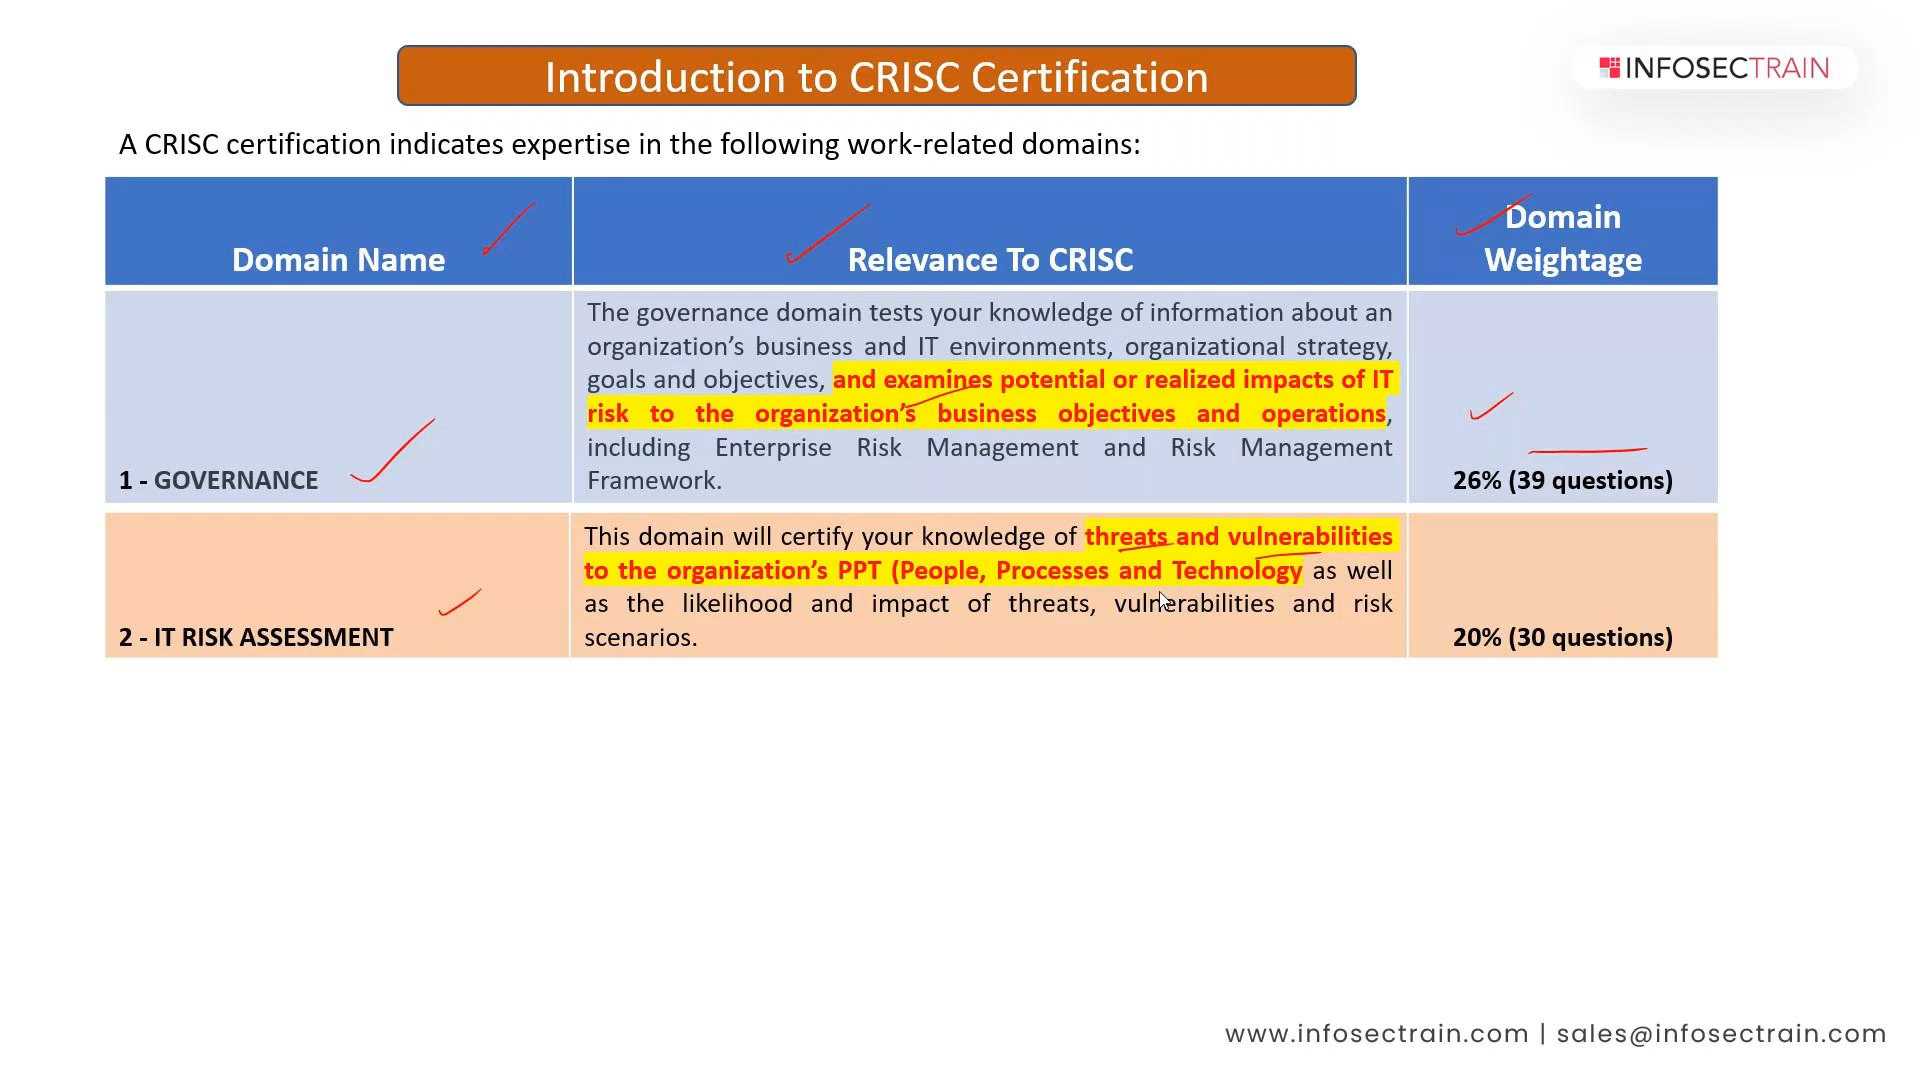 Introduction to CRISC Certification
INFOSECTRAIN
A CRISC certification indicates expertise in the following work-related domains:
Domain Name
Relevance To CRISC
Domain
Weightage
1 - GOVERNANCE
The governance domain tests your knowledge of information about an
organization’s business and IT environments, organizational strategy,
goals and objectives, and examines potential or realized impacts of IT
risk to the organization’s business objectives and operations,
including Enterprise Risk Management and Risk Management
Framework.
26% (39 questions)
2 - IT RISK ASSESSMENT
This domain will certify your knowledge of threats and vulnerabilities
to the organization’s PPT (People, Processes and Technology as well
as the likelihood and impact of threats, vulnerabilities and risk
scenarios.
20% (30 questions)
www.infosectrain.com | sales@infosectrain.com